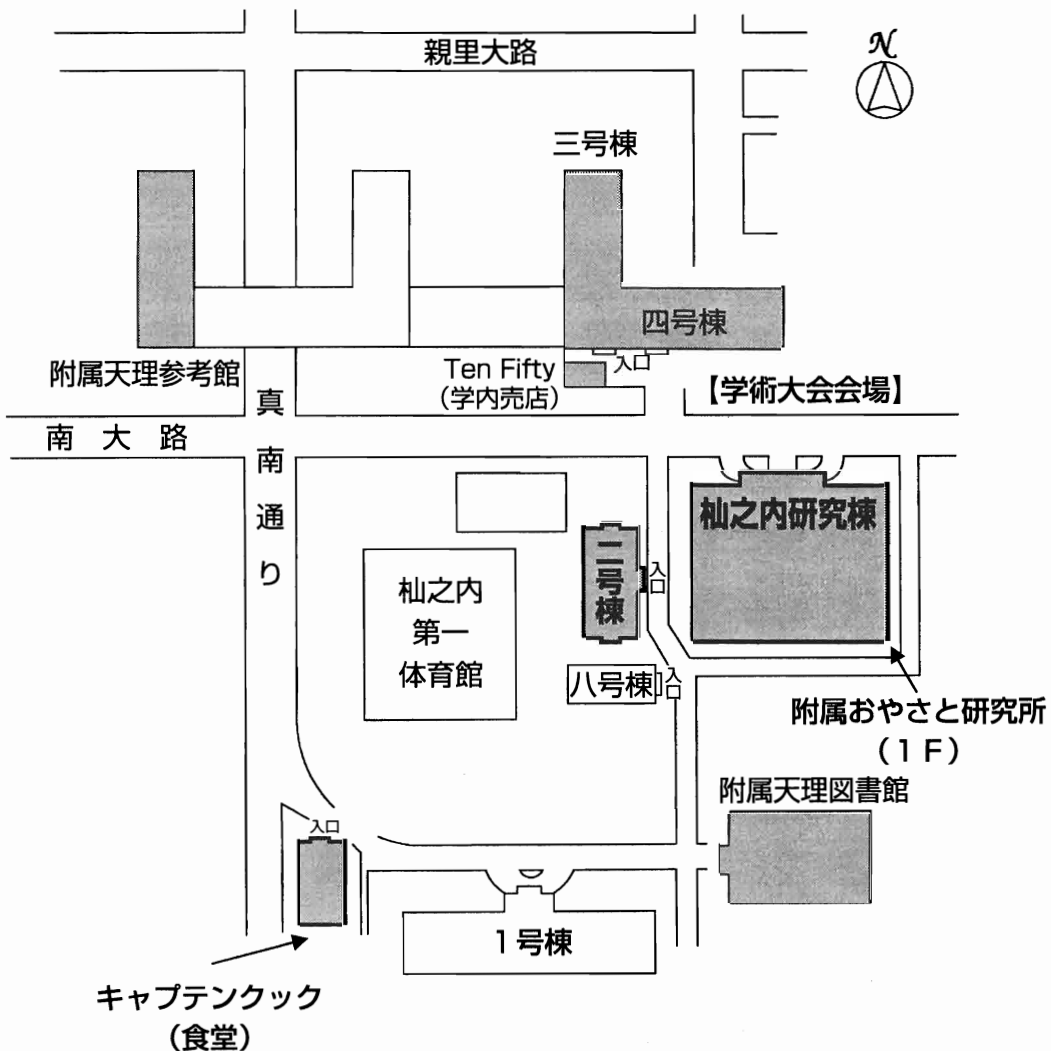 親里大路
N
三号棟
四号棟
附属天理参考館
Ten Fifty
(学内売店)
入口
【学術大会会場】
南大路
真南通り
杣之内研究棟
二号棟
入口
杣之内
第一
体育館
八号棟
入口
附属おやさと研究所
(1F)
附属天理図書館
入口
1号棟
キャプテンクック
(食堂)